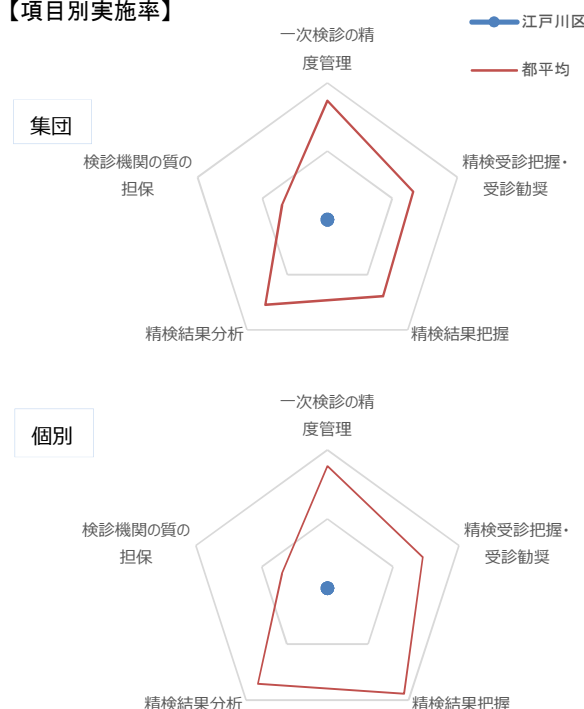 【項目別実施率】
江戸川区
都平均
集団
一次検診の精
度管理
精検受診把握・
受診勧奨
精検結果把握
精検結果分析
検診機関の質の
担保
個別
一次検診の精
度管理
精検受診把握・
受診勧奨
精検結果把握
精検結果分析
検診機関の質の
担保